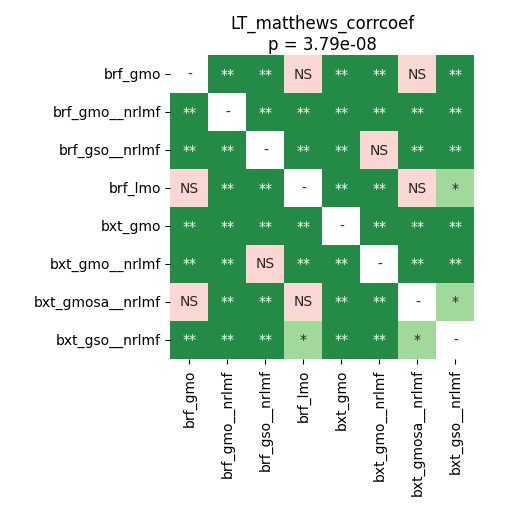 LT_matthews_corrcoef
p = 3.79e-08
brf_gmo - ** ** NS ** ** NS **
brf_gmo__nrlmf ** - ** ** ** ** ** **
brf_gso__nrlmf ** ** - ** ** NS ** **
brf_lmo NS ** ** - ** ** NS *
bxt_gmo ** ** ** ** - ** ** **
bxt_gmo__nrlmf ** ** NS ** ** - ** **
bxt_gmosa__nrlmf NS ** ** NS ** ** - *
bxt_gso__nrlmf ** ** ** * ** ** * -
brf_gmo
brf_gmo__nrlmf
brf_gso__nrlmf
brf_lmo
bxt_gmo
bxt_gmo__nrlmf
bxt_gmosa__nrlmf
bxt_gso__nrlmf